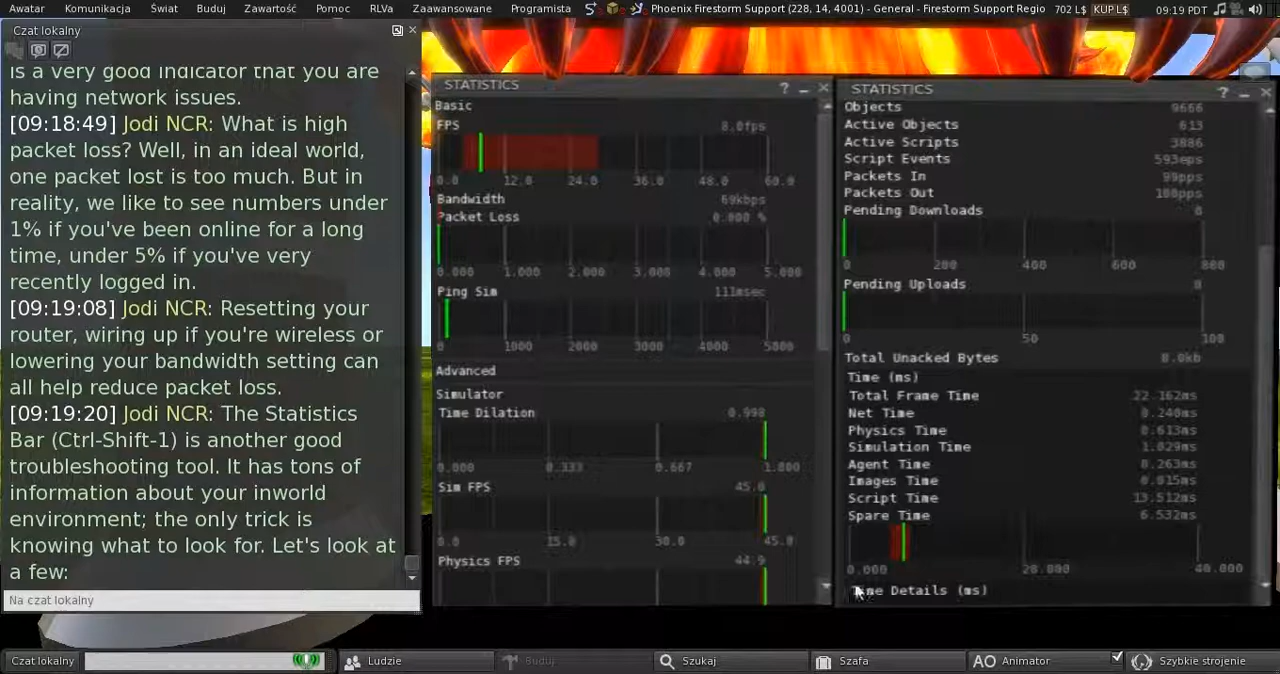 Awatar Komunikacja Świat Buduj Zawartość Pomoc RLVa Zaawansowane Programista Phoenix Firestorm Support (228, 14, 4001) - General - Firestorm Support Regio 702 L$ KUP L$ 09:19 PDT
Czat lokalny
is a very good indicator that you are
having network issues.
[09:18:49] Jodi NCR: What is high
packet loss? Well, in an ideal world,
one packet lost is too much. But in
reality, we like to see numbers under
1% if you've been online for a long
time, under 5% if you've very
recently logged in.
[09:19:08] Jodi NCR: Resetting your
router, wiring up if you're wireless or
lowering your bandwidth setting can
all help reduce packet loss.
[09:19:20] Jodi NCR: The Statistics
Bar (Ctrl-Shift-1) is another good
troubleshooting tool. It has tons of
information about your inworld
environment; the only trick is
knowing what to look for. Let's look at
a few:
Na czat lokalny
STATISTICS ?
Basic
FPS 8.0fps
0.0 12.0 24.0 36.0 48.0 60.0
Bandwidth 69kbps
Packet Loss 0.000 %
0.000 1.000 2.000 3.000 4.000 5.000
Ping Sim 111msec
0 1000 2000 3000 4000 5000
Advanced
Simulator
Time Dilation 0.998
0.000 0.333 0.667 1.000
Sim FPS 45.0
0.0 15.0 30.0 45.0
Physics FPS 44.9
STATISTICS ?
Objects 9666
Active Objects 613
Active Scripts 3886
Script Events 593eps
Packets In 99pps
Packets Out 100pps
Pending Downloads 0
0 200 400 600 800
Pending Uploads 0
0 50 100
Total Unacked Bytes 0.0kb
Time (ms)
Total Frame Time 22.162ms
Net Time 0.240ms
Physics Time 0.613ms
Simulation Time 1.029ms
Agent Time 0.263ms
Images Time 0.015ms
Script Time 13.512ms
Spare Time 6.532ms
0.000 20.000 40.000
Time Details (ms)
Czat lokalny Ludzie Buduj Szukaj Szafa AO Animator Szybkie strojenie